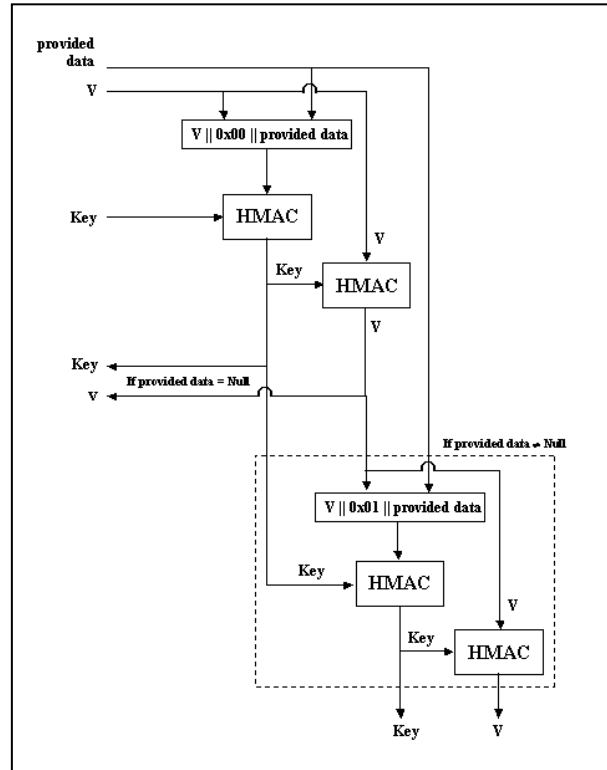 provided
data
V
V || 0x00 || provided data
Key
HMAC
V
Key
HMAC
V
Key
If provided data = Null
V
If provided data ≠ Null
V || 0x01 || provided data
Key
HMAC
V
Key
HMAC
Key
V